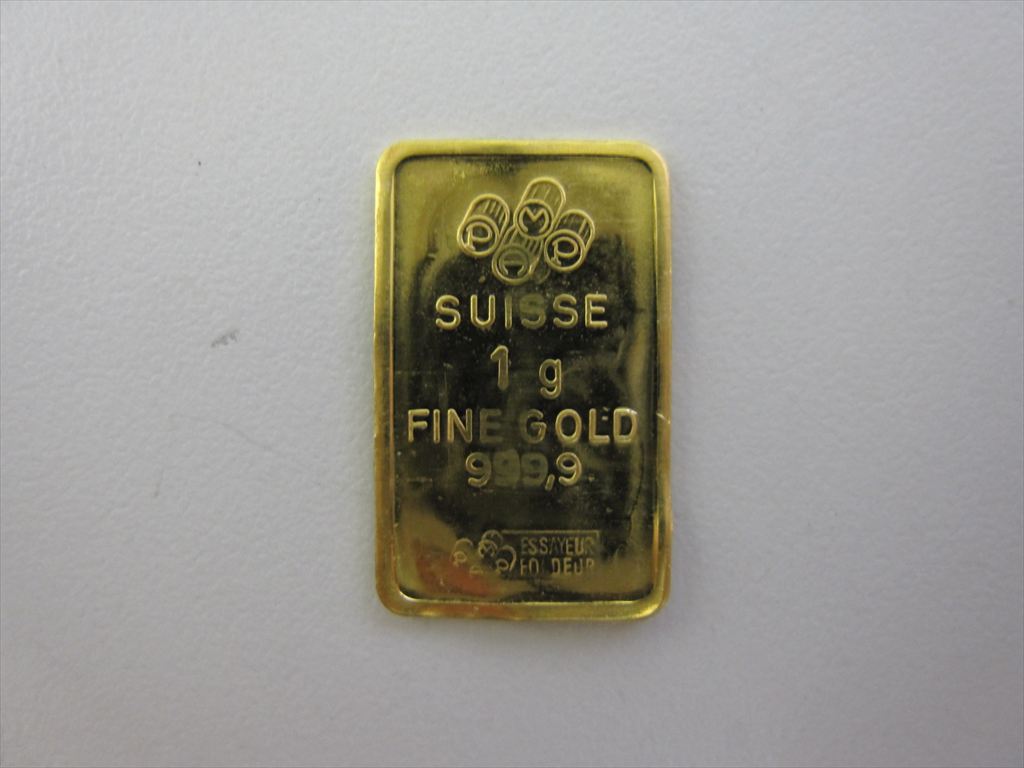 P M P P
SUISSE
1 g
FINE GOLD
999,9
ESSAYEUR
FONDEUR